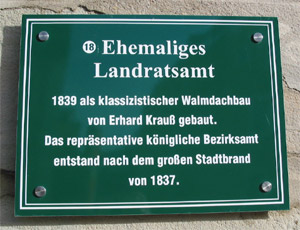 18 Ehemaliges
Landratsamt
1839 als klassizistischer Walmdachbau
von Erhard Krauß gebaut.
Das repräsentative königliche Bezirksamt
entstand nach dem großen Stadtbrand
von 1837.